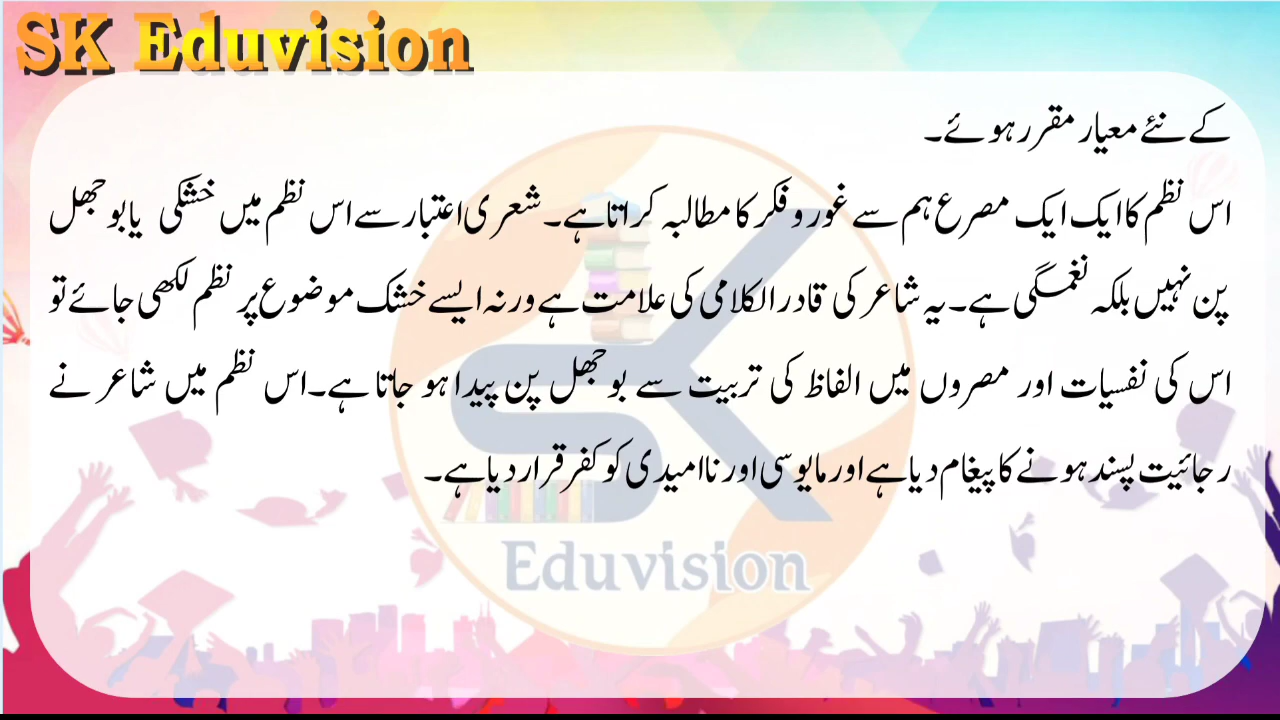 SK Eduvision
کے نئے معیار مقرر ہوئے۔
اس نظم کا ایک ایک مصرع ہم سے غور و فکر کا مطالبہ کراتا ہے۔ شعری اعتبار سے اس نظم میں خشکی یا بوجھل
پن نہیں بلکہ نغمگی ہے۔ یہ شاعر کی قادر الکلامی کی علامت ہے ورنہ ایسے خشک موضوع پر نظم لکھی جائے تو
اس کی نفسیات اور مصروں میں الفاظ کی تربیت سے بوجھل پن پیدا ہو جاتا ہے۔ اس نظم میں شاعر نے
رجائیت پسند ہونے کا پیغام دیا ہے اور مایوسی اور ناامیدی کو کفر قرار دیا ہے۔
SK
Eduvision